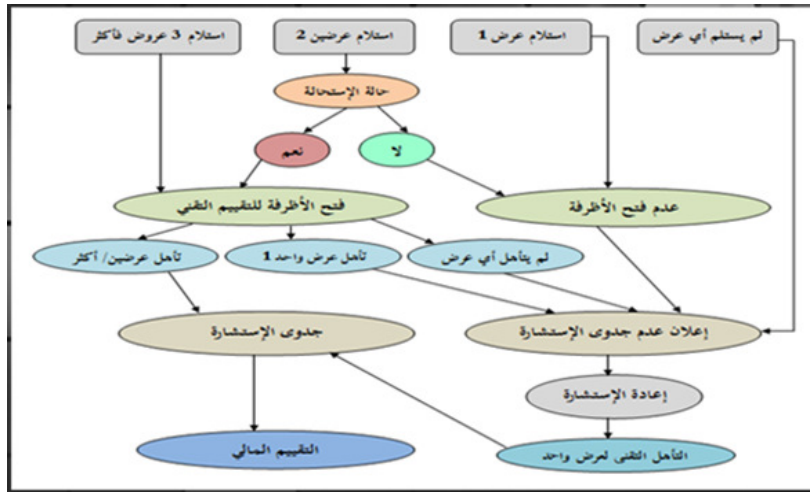 استلام 3 عروض فأكثر
استلام عرضين 2
استلام عرض 1
لم يستلم أي عرض
حالة الإستحالة
نعم
لا
فتح الأظرفة للتقييم التقني
عدم فتح الأظرفة
تأهل عرضين/ أكثر
تأهل عرض واحد 1
لم يتأهل أي عرض
جدوى الإستشارة
إعلان عدم جدوى الإستشارة
إعادة الإستشارة
التقييم المالي
التأهل التقنى لعرض واحد